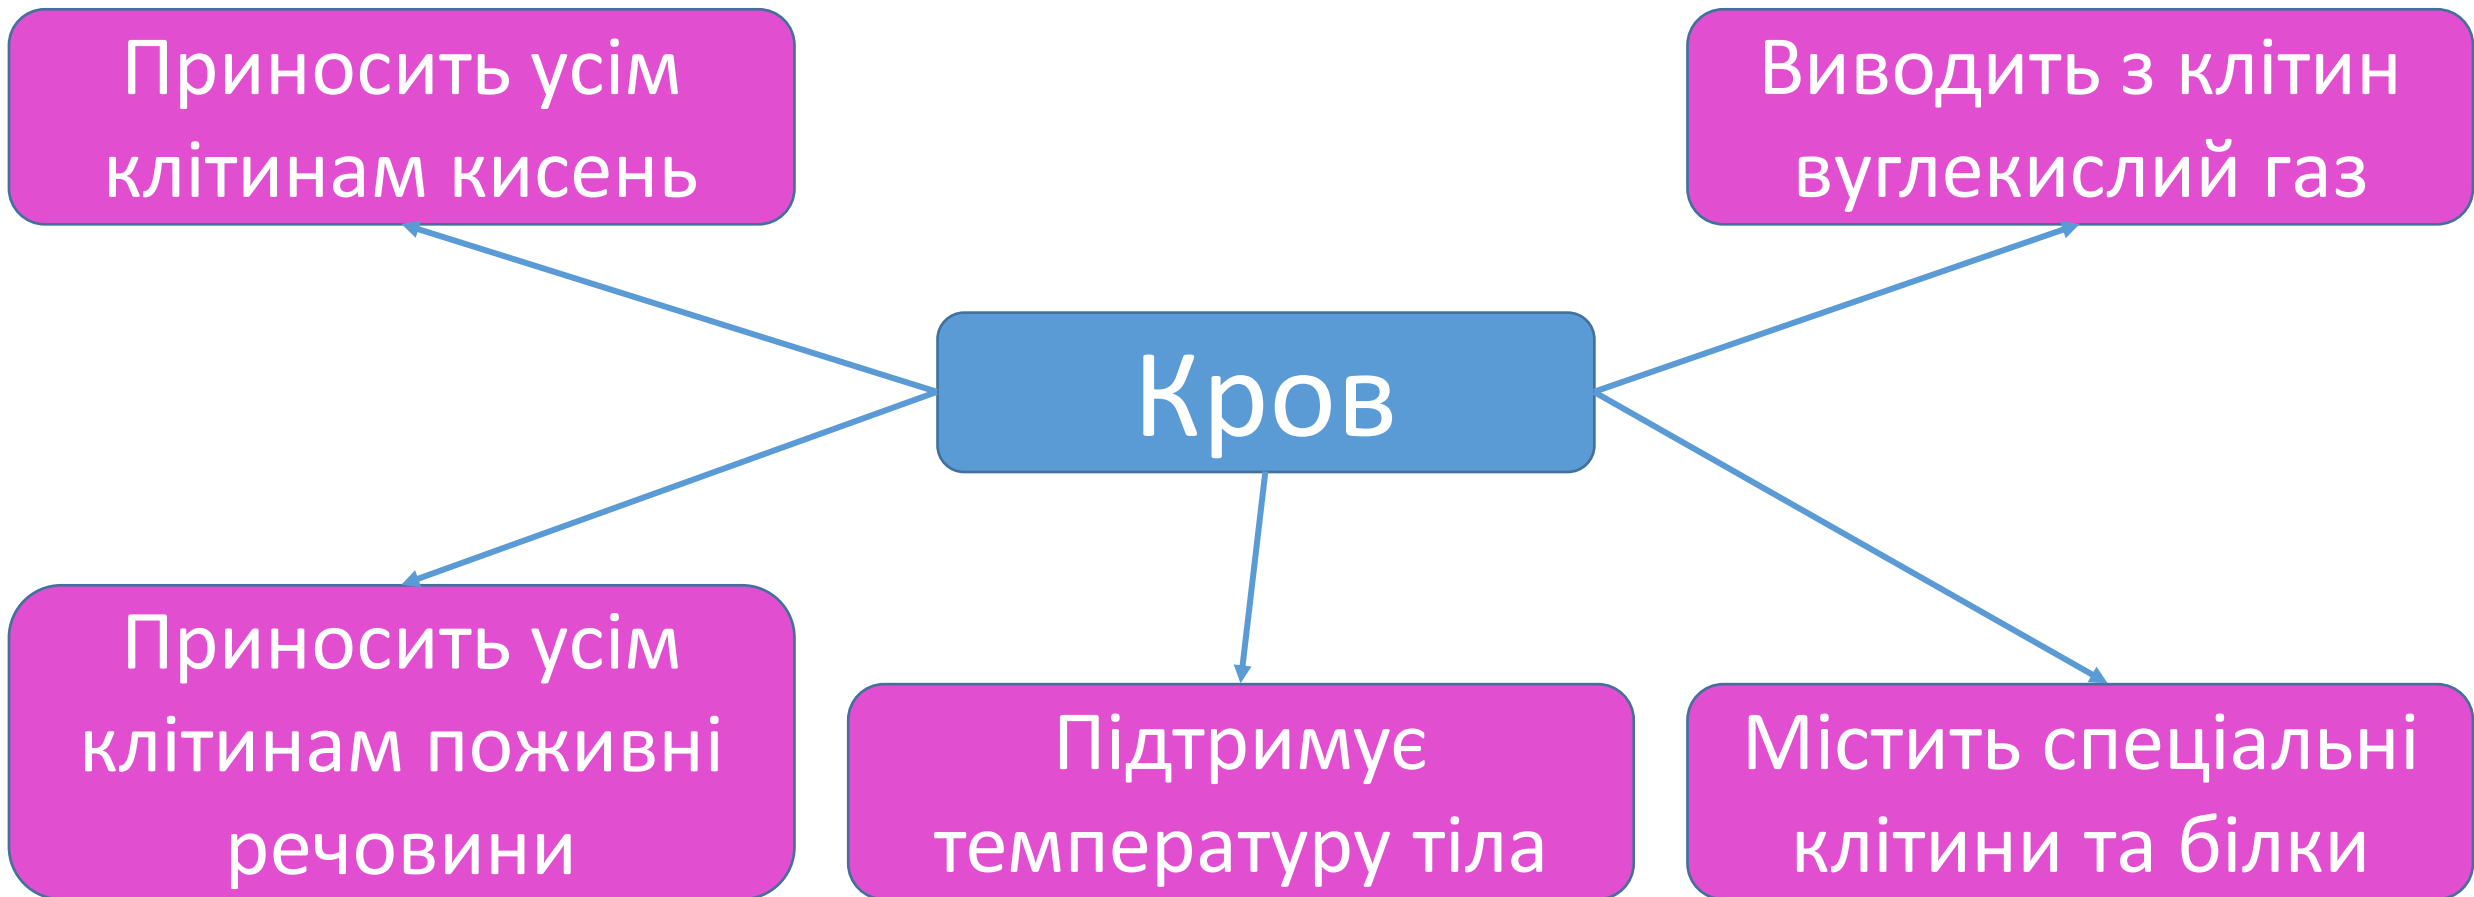 Приносить усім
клітинам кисень
Виводить з клітин
вуглекислий газ
Кров
Приносить усім
клітинам поживні
речовини
Підтримує
температуру тіла
Містить спеціальні
клітини та білки